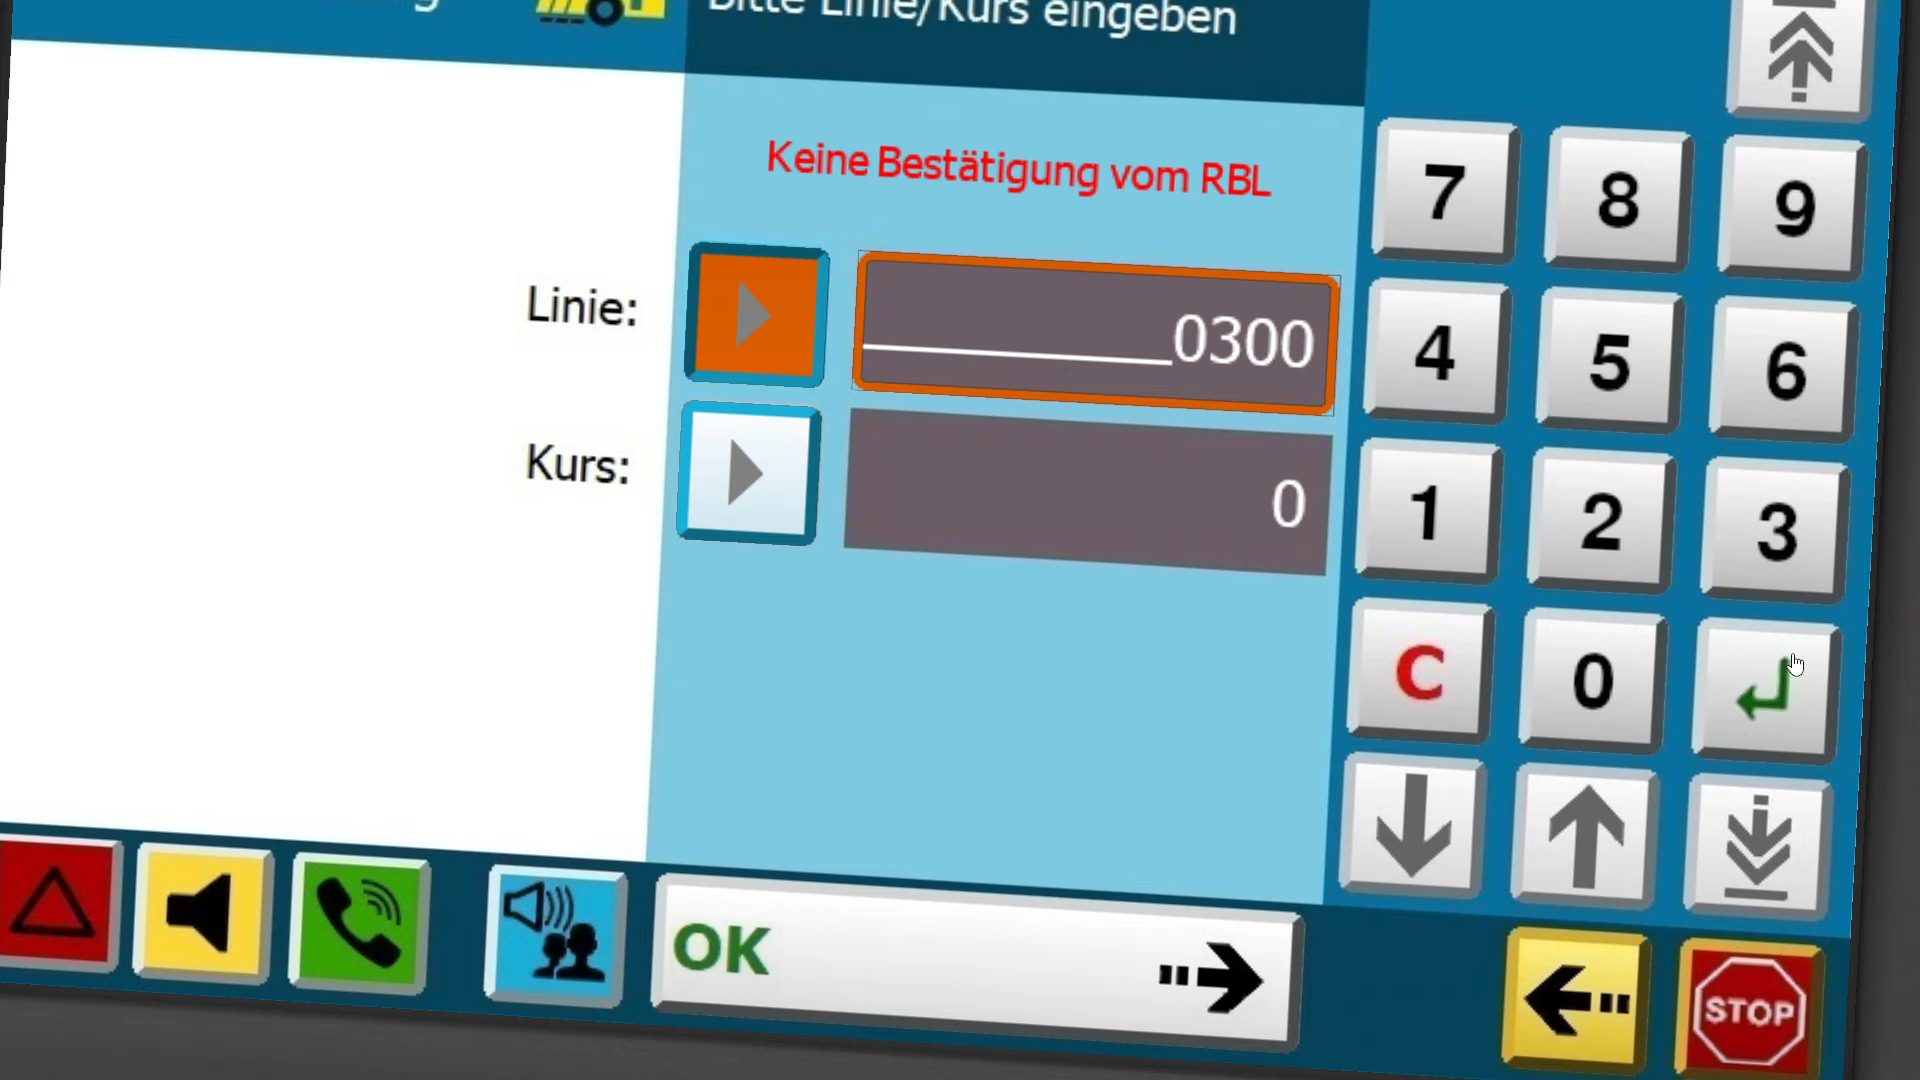 Bitte Linie/Kurs eingeben
Keine Bestätigung vom RBL
Linie:
0300
Kurs:
0
7 8 9
4 5 6
1 2 3
C 0
OK
STOP